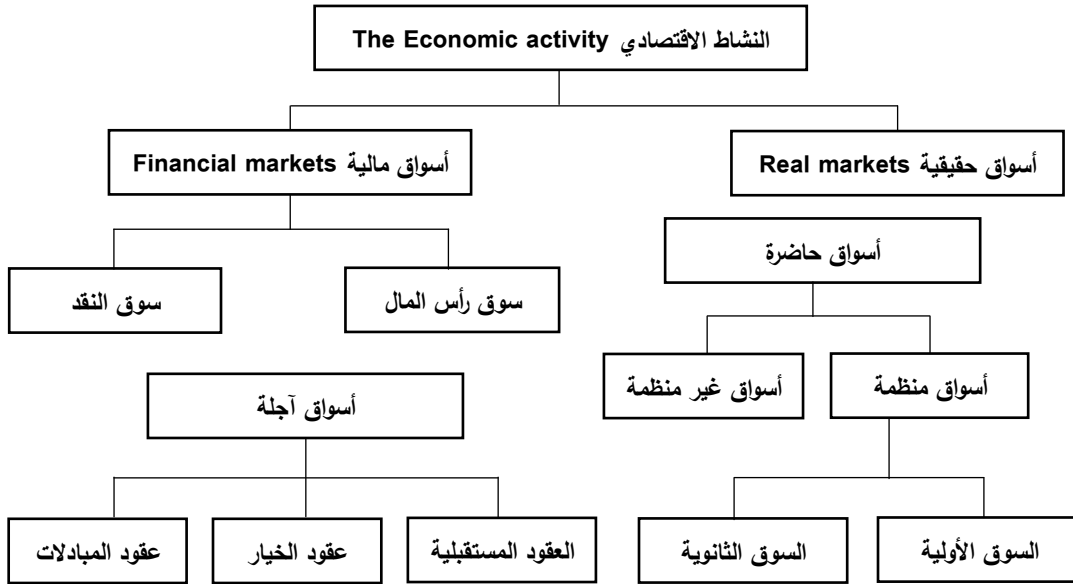 النشاط الاقتصادي The Economic activity
أسواق حقيقية Real markets
أسواق مالية Financial markets
أسواق حاضرة
سوق رأس المال
سوق النقد
أسواق منظمة
أسواق غير منظمة
أسواق آجلة
السوق الأولية
السوق الثانوية
العقود المستقبلية
عقود الخيار
عقود المبادلات